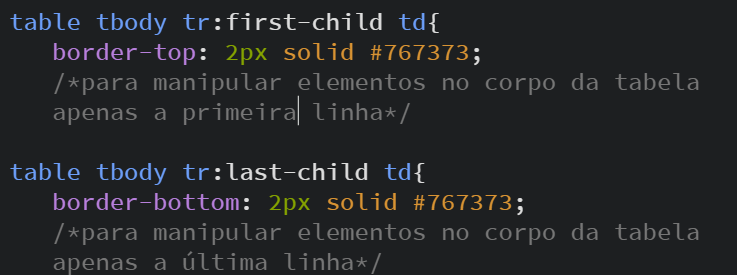 table tbody tr:first-child td{
border-top: 2px solid #767373;
/*para manipular elementos no corpo da tabela
apenas a primeira linha*/
table tbody tr:last-child td{
border-bottom: 2px solid #767373;
/*para manipular elementos no corpo da tabela
apenas a última linha*/